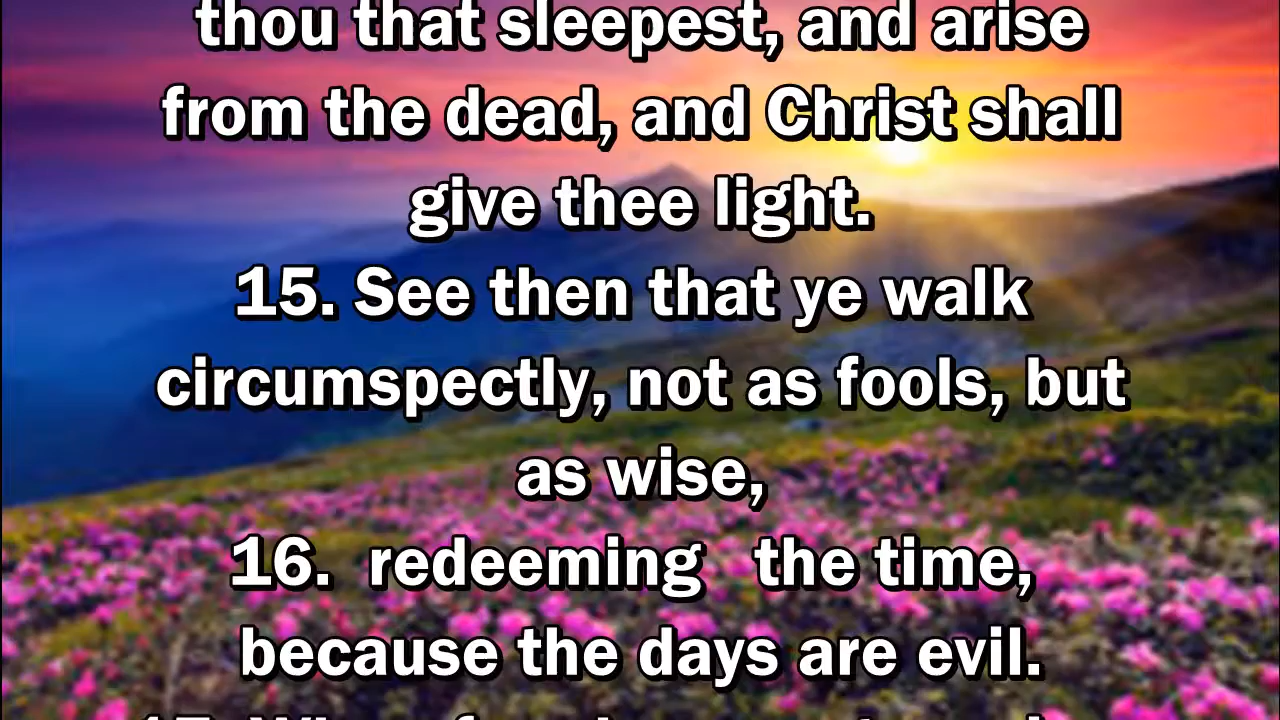 thou that sleepest, and arise
from the dead, and Christ shall
give thee light.
15. See then that ye walk
circumspectly, not as fools, but
as wise,
16.  redeeming   the time,
because the days are evil.